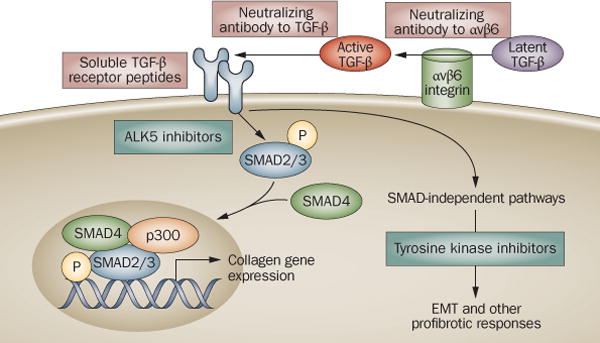 Neutralizing
antibody to TGF-β
Neutralizing
antibody to αvβ6
Soluble TGF-β
receptor peptides
Active
TGF-β
Latent
TGF-β
αvβ6
integrin
ALK5 inhibitors
P
SMAD2/3
SMAD4
SMAD-independent pathways
SMAD4
p300
P
SMAD2/3
Collagen gene
expression
Tyrosine kinase inhibitors
EMT and other
profibrotic responses